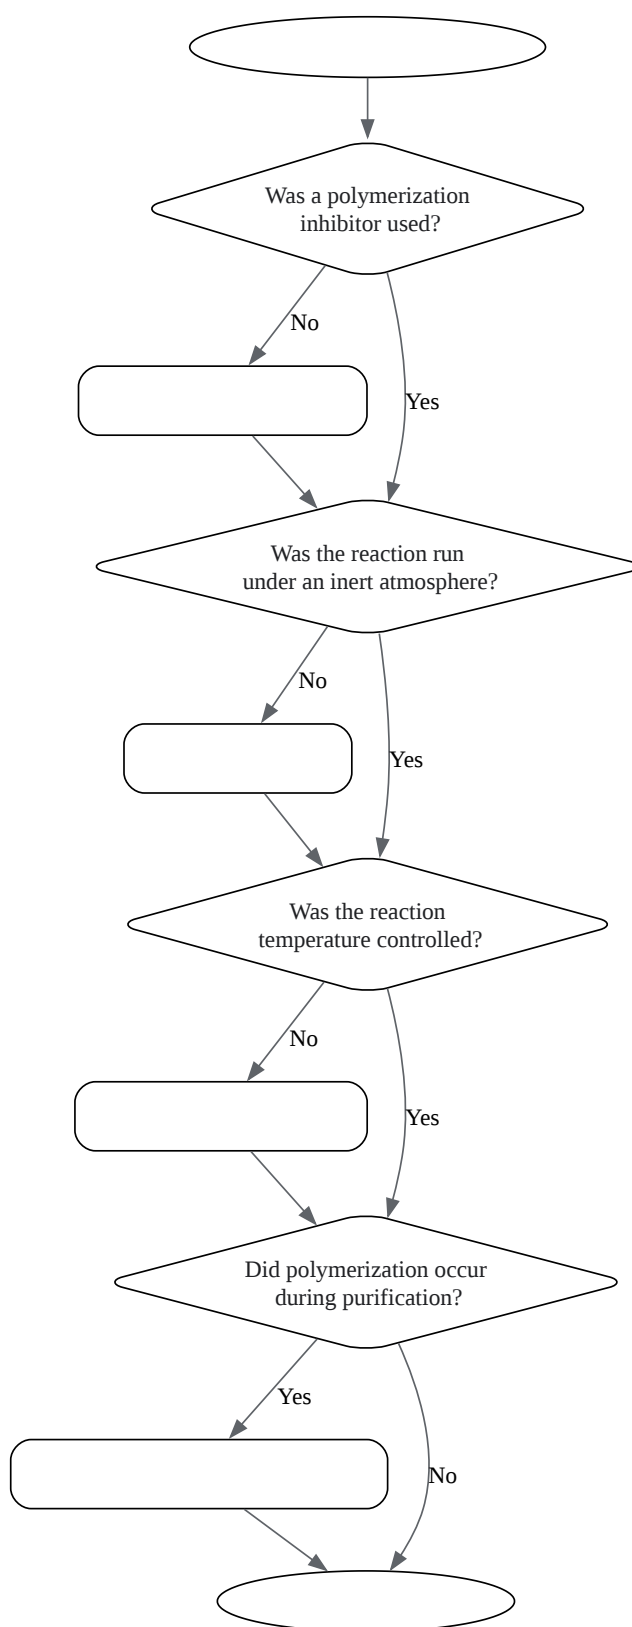 Was a polymerization
inhibitor used?
No
Yes
Was the reaction run
under an inert atmosphere?
No
Yes
Was the reaction
temperature controlled?
No
Yes
Did polymerization occur
during purification?
Yes
No